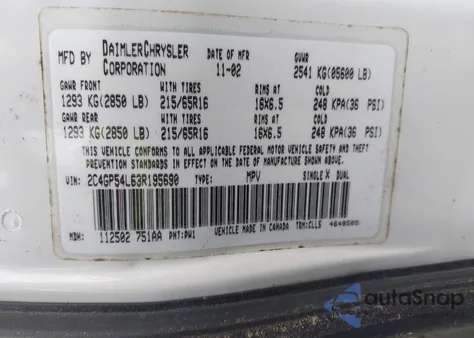 MFD BY DAIMLERCHRYSLER CORPORATION DATE OF MFR 11-02 GVWR 2541 KG(05600 LB)
GAWR FRONT WITH TIRES RIMS AT COLD
1293 KG(2850 LB) 215/65R16 16X6.5 248 KPA(36 PSI)
GAWR REAR WITH TIRES RIMS AT COLD
1293 KG(2850 LB) 215/65R16 16X6.5 248 KPA(36 PSI)
THIS VEHICLE CONFORMS TO ALL APPLICABLE FEDERAL MOTOR VEHICLE SAFETY AND THEFT
PREVENTION STANDARDS IN EFFECT ON THE DATE OF MANUFACTURE SHOWN ABOVE
VIN: 2C4GP54L63R195690 TYPE: MPV SINGLE X DUAL
MDH: 112502 751AA PNT:PW1 VEHICLE MADE IN CANADA TRM:CLL5 4648505
autoSnap